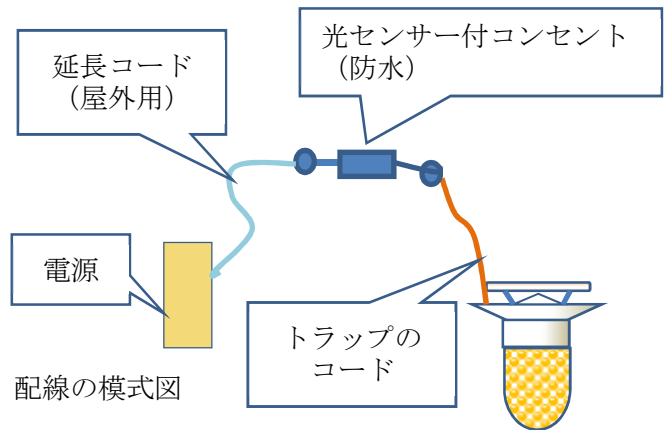 光センサー付コンセント
（防水）
延長コード
（屋外用）
電源
トラップの
コード
配線の模式図